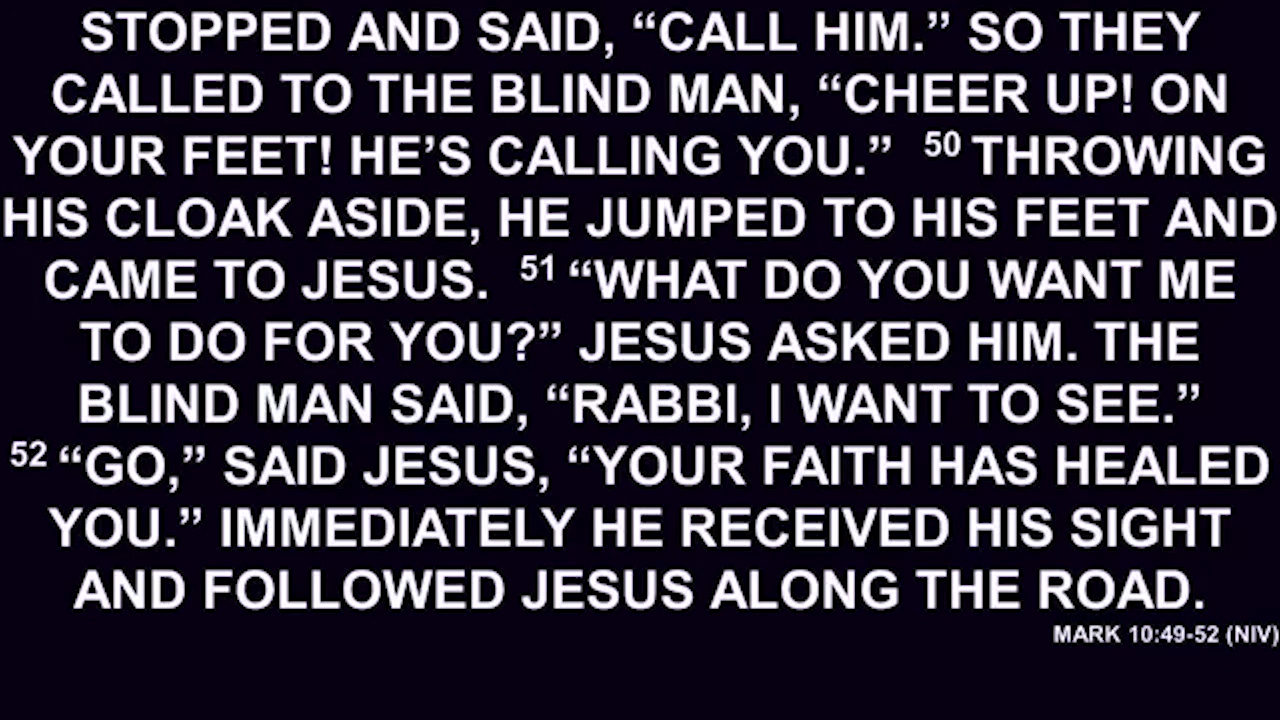 STOPPED AND SAID, “CALL HIM.” SO THEY
CALLED TO THE BLIND MAN, “CHEER UP! ON
YOUR FEET! HE’S CALLING YOU.” 50 THROWING
HIS CLOAK ASIDE, HE JUMPED TO HIS FEET AND
CAME TO JESUS. 51 “WHAT DO YOU WANT ME
TO DO FOR YOU?” JESUS ASKED HIM. THE
BLIND MAN SAID, “RABBI, I WANT TO SEE.”
52 “GO,” SAID JESUS, “YOUR FAITH HAS HEALED
YOU.” IMMEDIATELY HE RECEIVED HIS SIGHT
AND FOLLOWED JESUS ALONG THE ROAD.
MARK 10:49-52 (NIV)